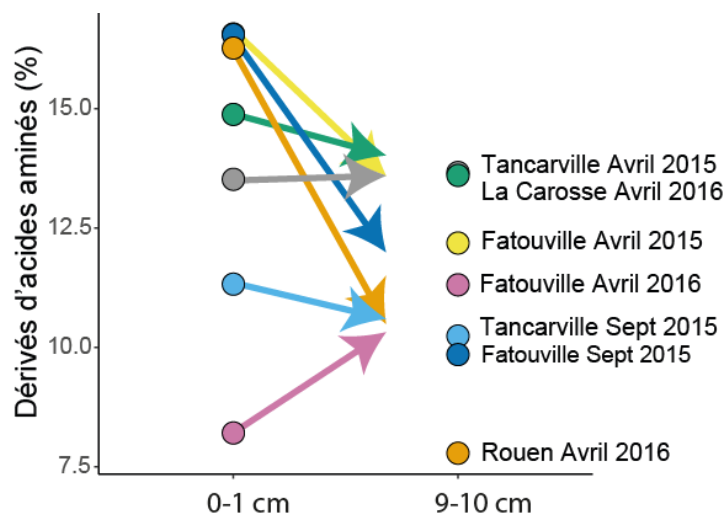 Dérivés d'acides aminés (%)
15.0
12.5
10.0
7.5
0-1 cm
9-10 cm
Tancarville Avril 2015
La Carosse Avril 2016
Fatouville Avril 2015
Fatouville Avril 2016
Tancarville Sept 2015
Fatouville Sept 2015
Rouen Avril 2016